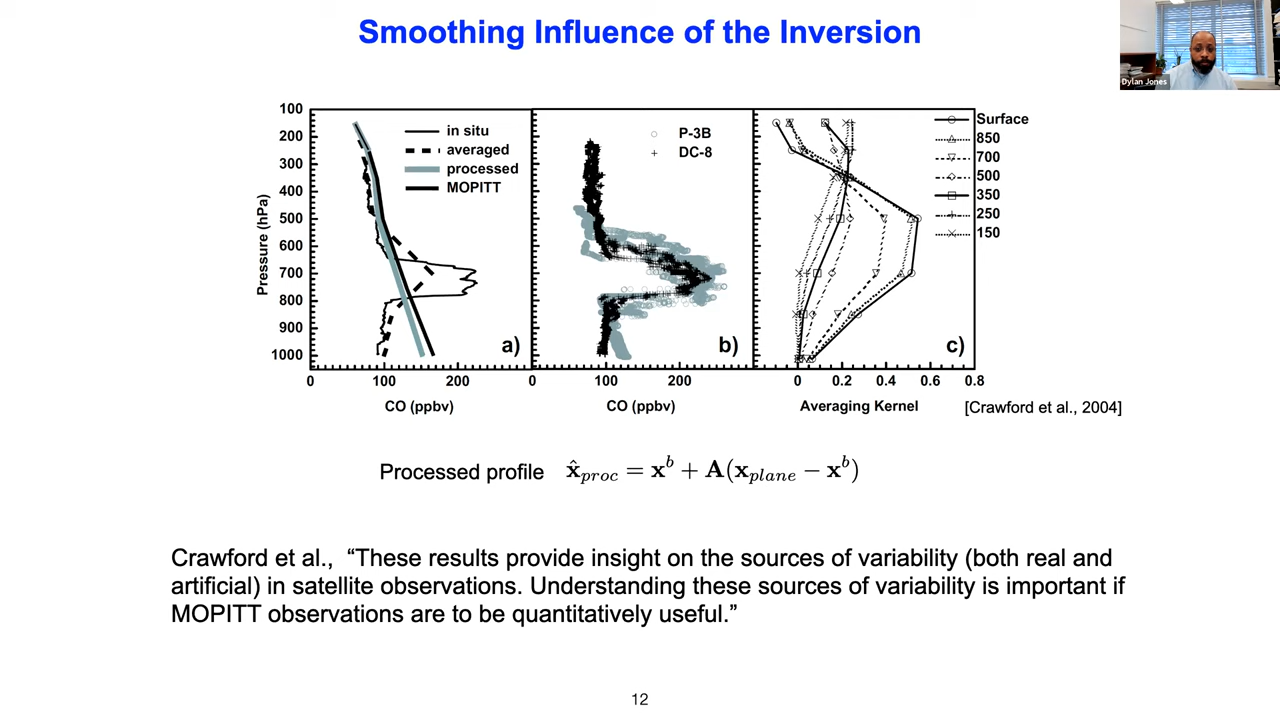 Smoothing Influence of the Inversion
Dylan Jones
100
200
300
400
500
600
700
800
900
1000
Pressure (hPa)
in situ
averaged
processed
MOPITT
a)
0
100
200
CO (ppbv)
P-3B
DC-8
b)
0
100
200
CO (ppbv)
c)
0
0.2
0.4
0.6
0.8
Averaging Kernel
Surface
850
700
500
350
250
150
[Crawford et al., 2004]
Processed profile x̂_proc = x^b + A(x_plane − x^b)
Crawford et al., “These results provide insight on the sources of variability (both real and
artificial) in satellite observations. Understanding these sources of variability is important if
MOPITT observations are to be quantitatively useful.”
12